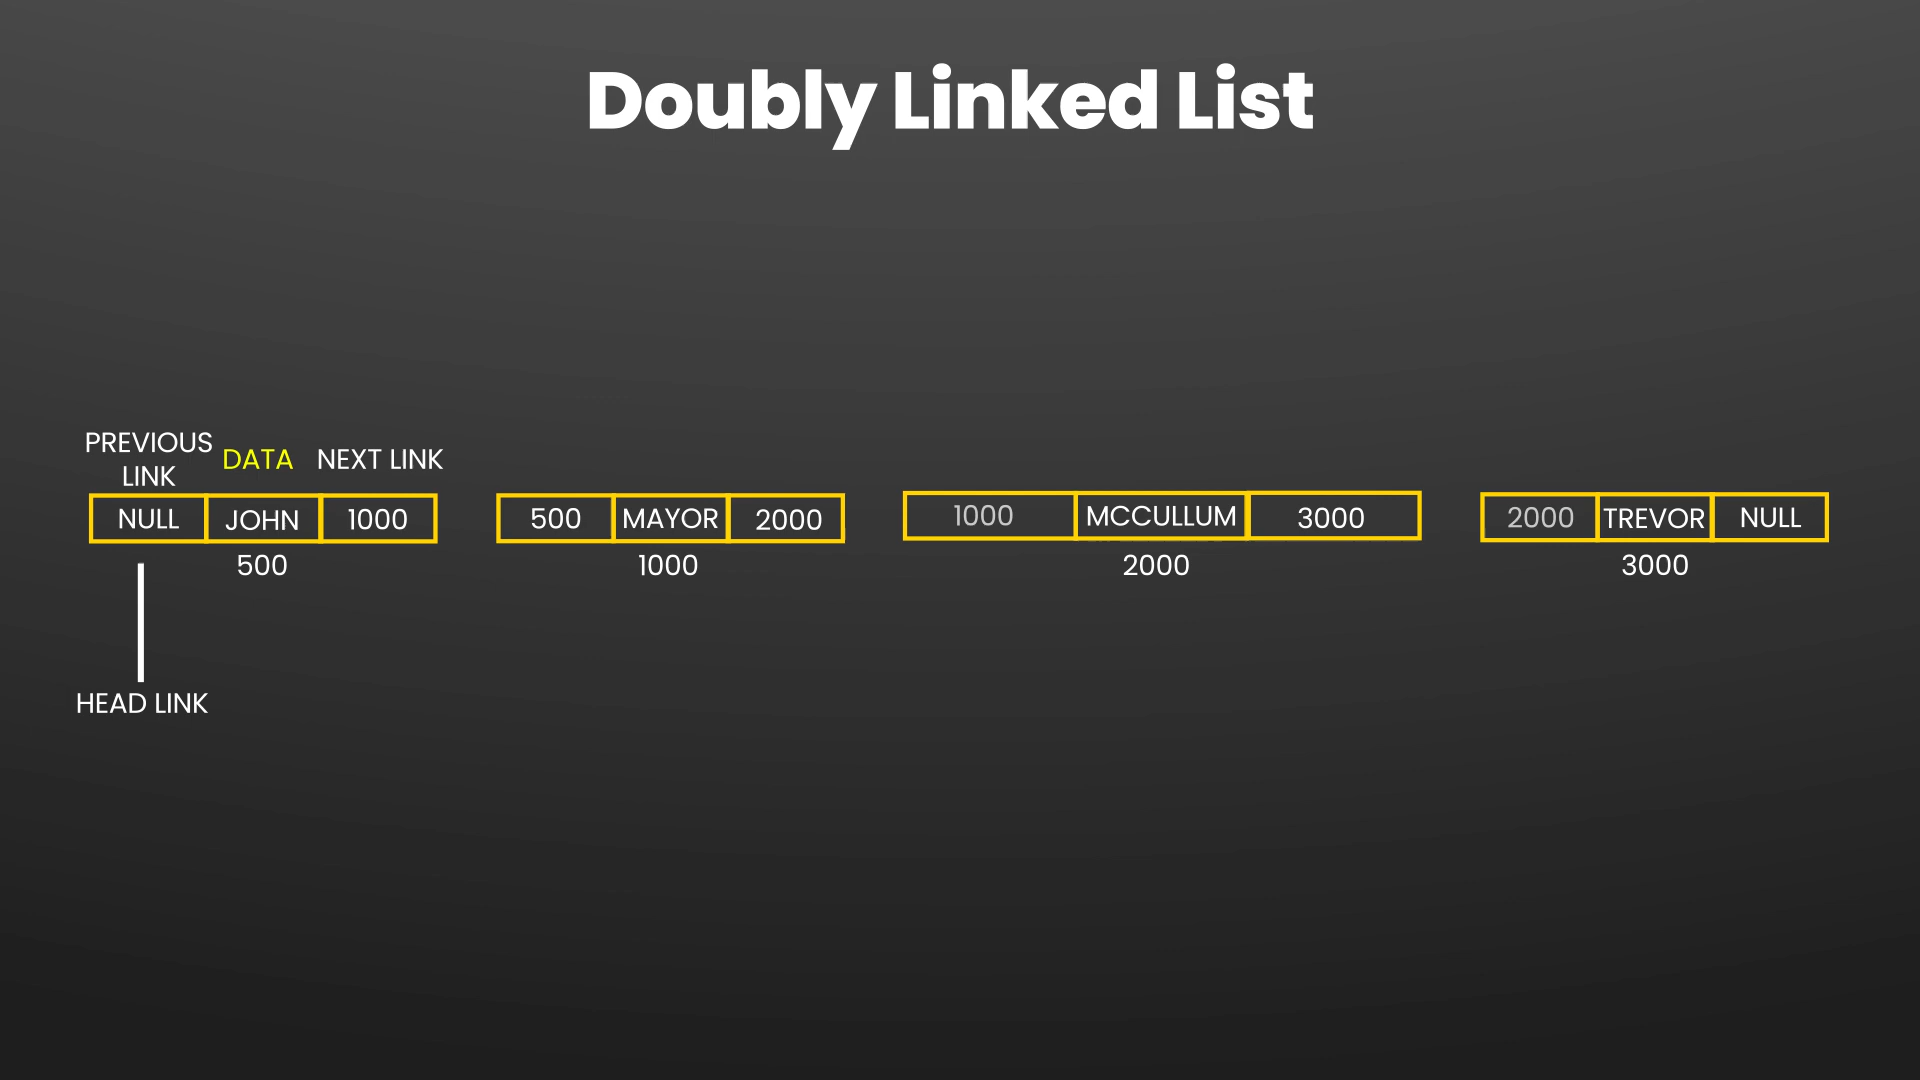 Doubly Linked List
PREVIOUS
LINK
DATA
NEXT LINK
NULL JOHN 1000
500
500 MAYOR 2000
1000
1000 MCCULLUM 3000
2000
2000 TREVOR NULL
3000
HEAD LINK